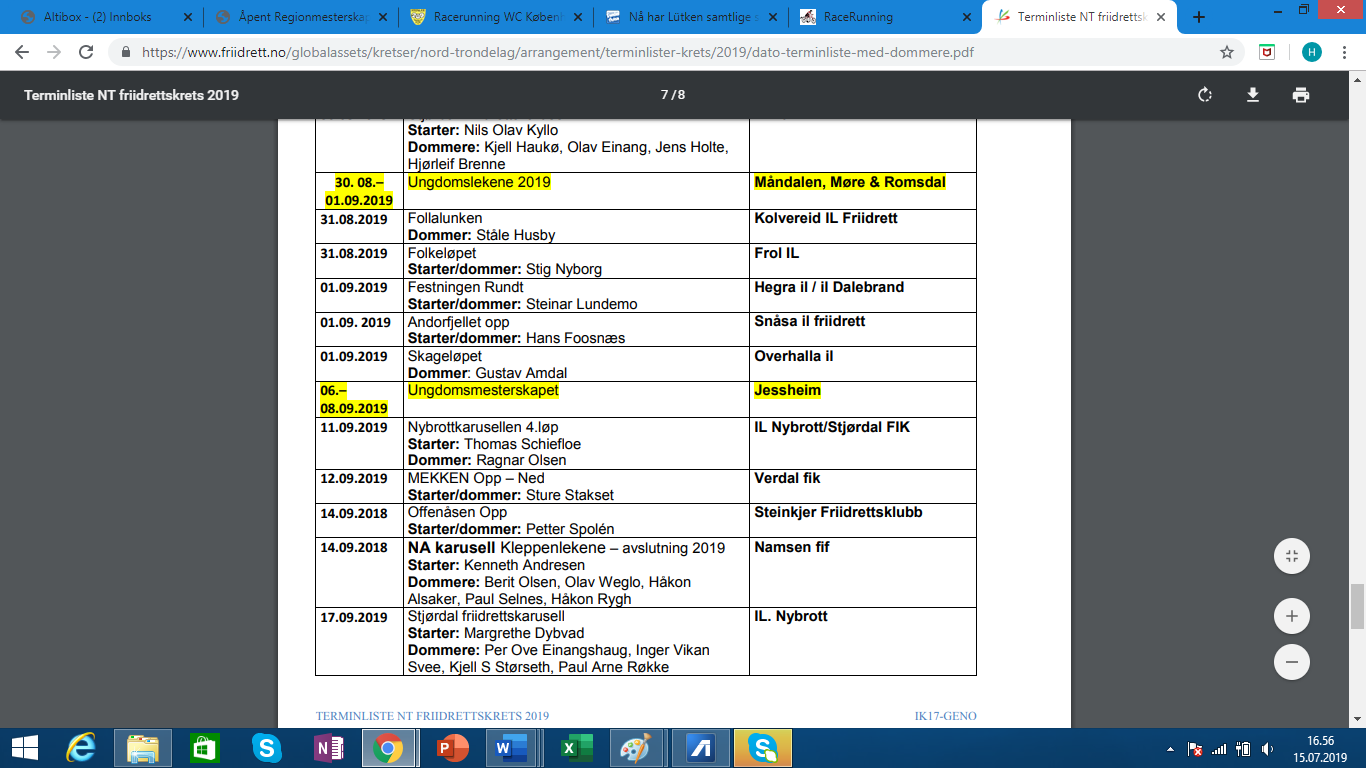 Altibox - (2) Innboks
Åpent Regionmesterska
Racerunning WC Københ
Nå har Lütken samtlige s
RaceRunning
Terminliste NT friidrettsk
https://www.friidrett.no/globalassets/kretser/nord-trondelag/arrangement/terminlister-krets/2019/dato-terminliste-med-dommere.pdf
H
Terminliste NT friidrettskrets 2019
7 / 8
Starter: Nils Olav Kyllo
Dommere: Kjell Haukø, Olav Einang, Jens Holte,
Hjørleif Brenne
30. 08.–
01.09.2019
Ungdomslekene 2019
Måndalen, Møre & Romsdal
31.08.2019
Follalunken
Dommer: Ståle Husby
Kolvereid IL Friidrett
31.08.2019
Folkeløpet
Starter/dommer: Stig Nyborg
Frol IL
01.09.2019
Festningen Rundt
Starter/dommer: Steinar Lundemo
Hegra il / il Dalebrand
01.09. 2019
Andorfjellet opp
Starter/dommer: Hans Foosnæs
Snåsa il friidrett
01.09.2019
Skageløpet
Dommer: Gustav Amdal
Overhalla il
06.–
08.09.2019
Ungdomsmesterskapet
Jessheim
11.09.2019
Nybrottkarusellen 4.løp
Starter: Thomas Schiefloe
Dommer: Ragnar Olsen
IL Nybrott/Stjørdal FIK
12.09.2019
MEKKEN Opp – Ned
Starter/dommer: Sture Stakset
Verdal fik
14.09.2018
Offenåsen Opp
Starter/dommer: Petter Spolén
Steinkjer Friidrettsklubb
14.09.2018
NA karusell Kleppenlekene – avslutning 2019
Starter: Kenneth Andresen
Dommere: Berit Olsen, Olav Weglo, Håkon
Alsaker, Paul Selnes, Håkon Rygh
Namsen fif
17.09.2019
Stjørdal friidrettskarusell
Starter: Margrethe Dybvad
Dommere: Per Ove Einangshaug, Inger Vikan
Svee, Kjell S Størseth, Paul Arne Røkke
IL. Nybrott
TERMINLISTE NT FRIIDRETTSKRETS 2019
IK17-GENO
16.56
15.07.2019